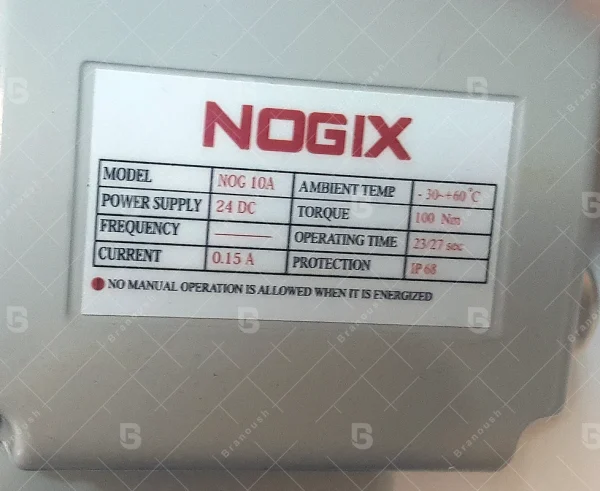 NOGIX
MODEL NOG 10A AMBIENT TEMP - 30~+60°C
POWER SUPPLY 24 DC TORQUE 100 Nm
FREQUENCY ——— OPERATING TIME 23/27 sec
CURRENT 0.15 A PROTECTION IP 68
! NO MANUAL OPERATION IS ALLOWED WHEN IT IS ENERGIZED
Branoush